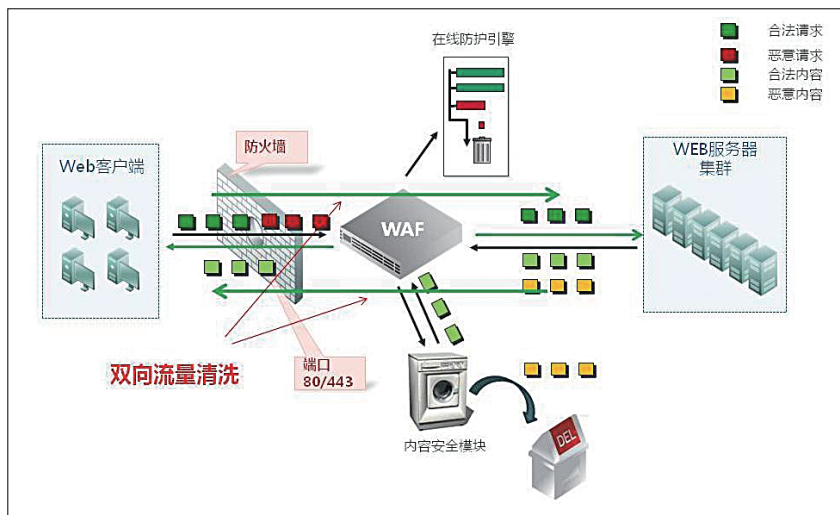 在线防护引擎
合法请求
恶意请求
合法内容
恶意内容
防火墙
Web客户端
WEB服务器
集群
WAF
双向流量清洗
端口
80/443
内容安全模块
DEL